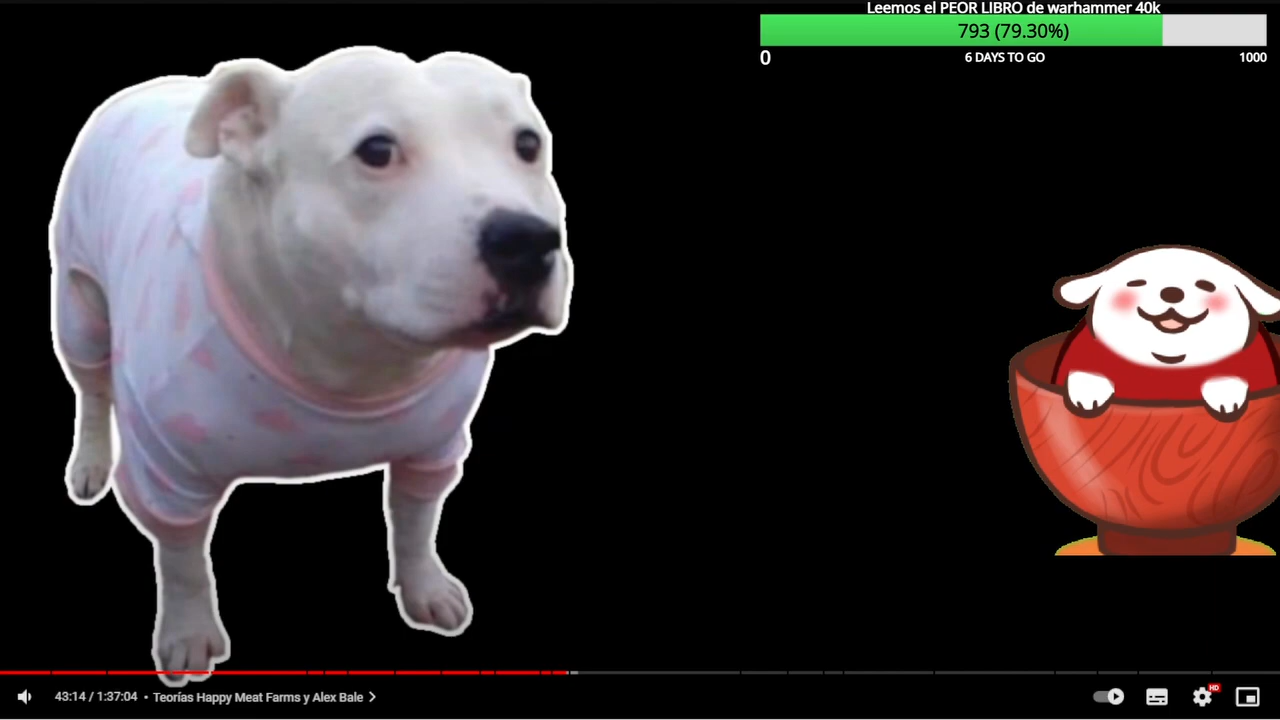 Leemos el PEOR LIBRO de warhammer 40k
793 (79.30%)
0
6 DAYS TO GO
1000
43:14 / 1:37:04 • Teorías Happy Meat Farms y Alex Bale
HD